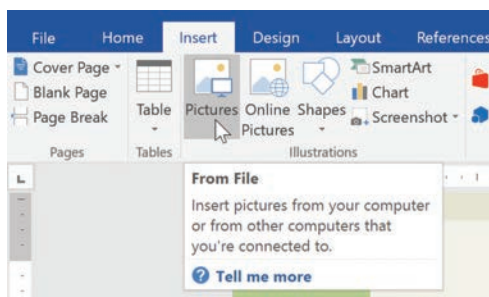 File Home Insert Design Layout References
Cover Page
Blank Page
Page Break
Pages
Table
Tables
Pictures
Online Pictures
Shapes
SmartArt
Chart
Screenshot
Illustrations
L
1
From File
Insert pictures from your computer
or from other computers that
you're connected to.
? Tell me more